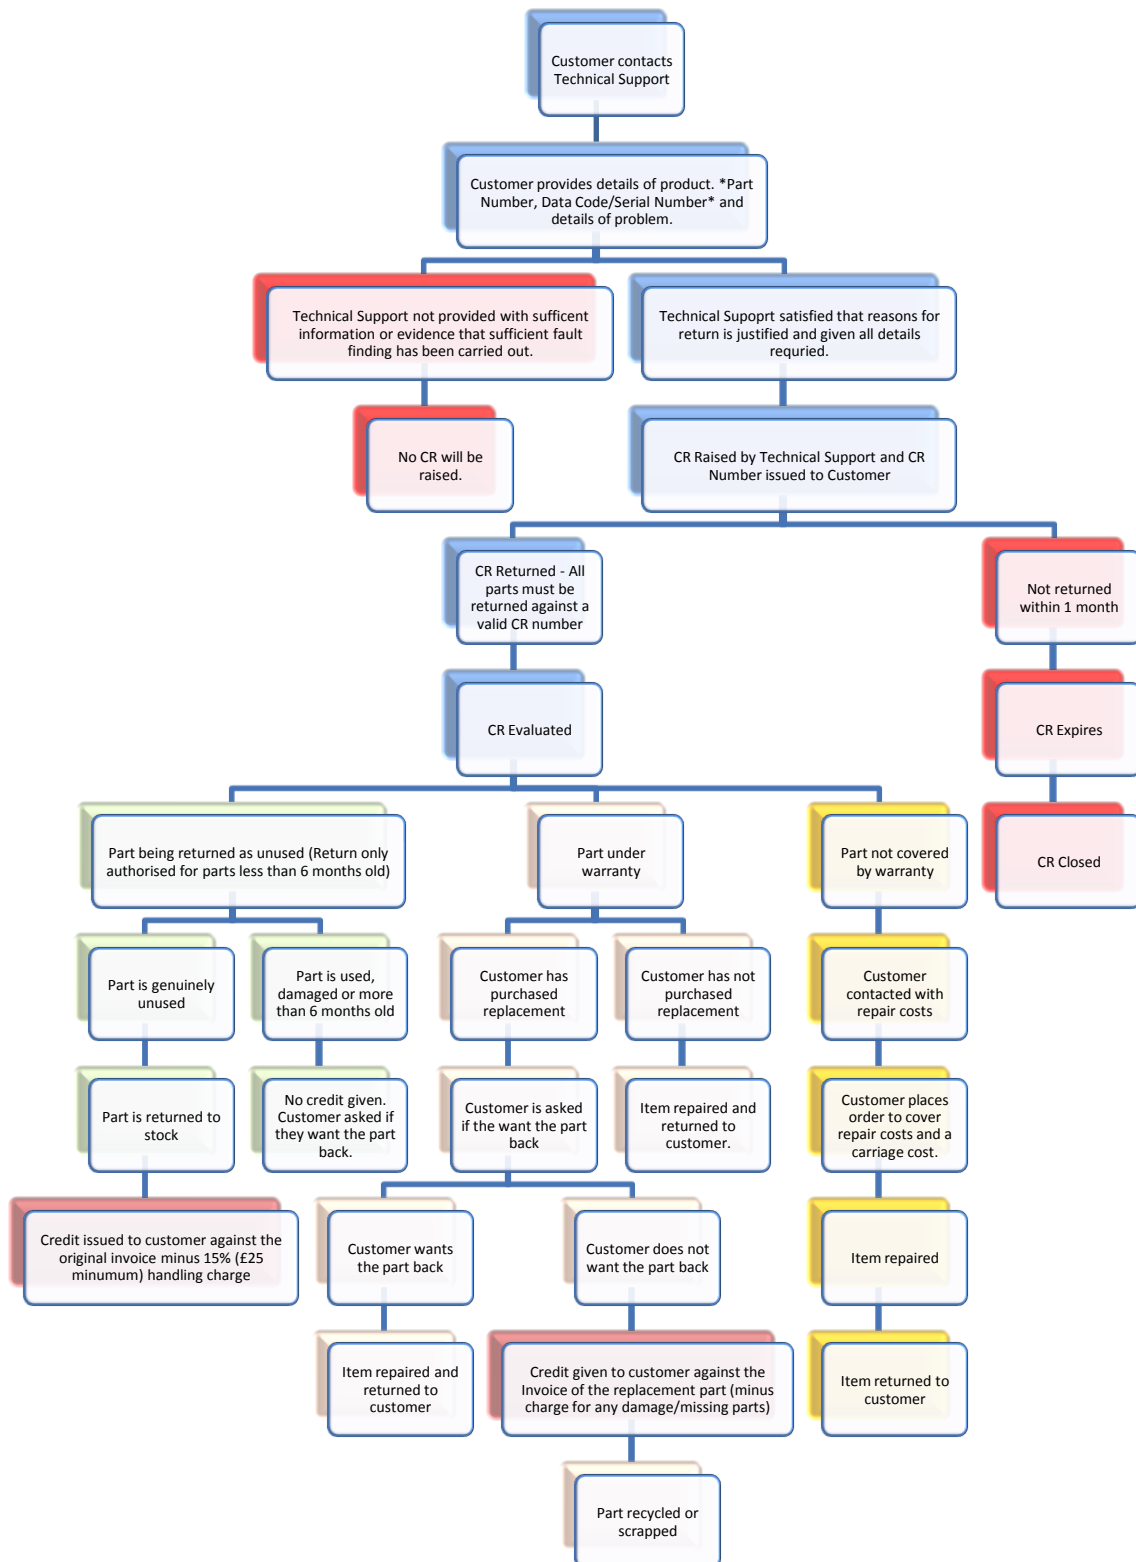 Customer contacts
Technical Support
Customer provides details of product. *Part
Number, Data Code/Serial Number* and
details of problem.
Technical Support not provided with sufficent
information or evidence that sufficient fault
finding has been carried out.
Technical Supoprt satisfied that reasons for
return is justified and given all details
requried.
No CR will be
raised.
CR Raised by Technical Support and CR
Number issued to Customer
CR Returned - All
parts must be
returned against a
valid CR number
Not returned
within 1 month
CR Evaluated
CR Expires
Part being returned as unused (Return only
authorised for parts less than 6 months old)
Part under
warranty
Part not covered
by warranty
CR Closed
Part is genuinely
unused
Part is used,
damaged or more
than 6 months old
Customer has
purchased
replacement
Customer has not
purchased
replacement
Customer
contacted with
repair costs
Part is returned to
stock
No credit given.
Customer asked if
they want the part
back.
Customer is asked
if the want the part
back
Item repaired and
returned to
customer.
Customer places
order to cover
repair costs and a
carriage cost.
Credit issued to customer against the
original invoice minus 15% (£25
minumum) handling charge
Customer wants
the part back
Customer does not
want the part back
Item repaired
Item repaired and
returned to
customer
Credit given to customer against the
Invoice of the replacement part (minus
charge for any damage/missing parts)
Item returned to
customer
Part recycled or
scrapped